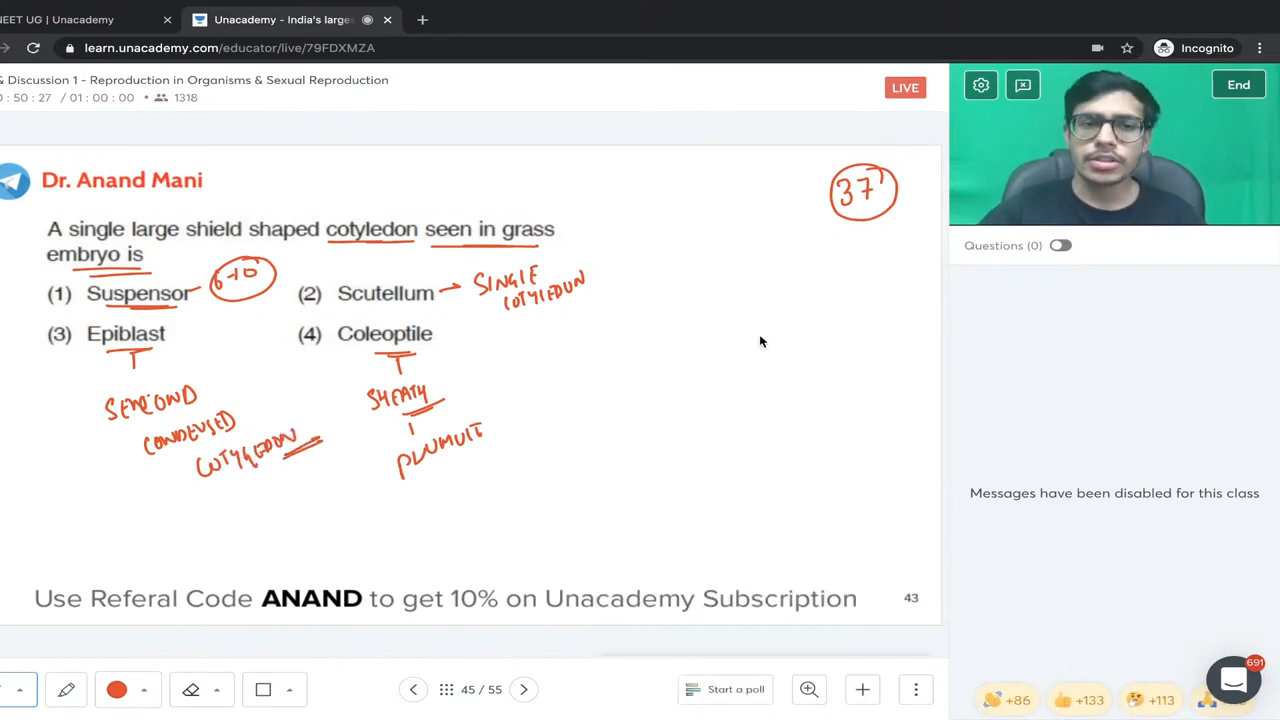 NEET UG | Unacademy
Unacademy - India's larges
learn.unacademy.com/educator/live/79FDXMZA
Incognito
& Discussion 1 - Reproduction in Organisms & Sexual Reproduction
0:50:27 / 01:00:00 • 1318
LIVE
End
Dr. Anand Mani
37
A single large shield shaped cotyledon seen in grass
embryo is
(1) Suspensor
6-10
(2) Scutellum
SINGLE
COTYLEDON
(3) Epiblast
(4) Coleoptile
SECOND
CONDENSED
COTYLEDON
SHEATH
PLUMULE
Questions (0)
Messages have been disabled for this class
Use Referal Code ANAND to get 10% on Unacademy Subscription
43
45 / 55
Start a poll
691
+86
+133
+113